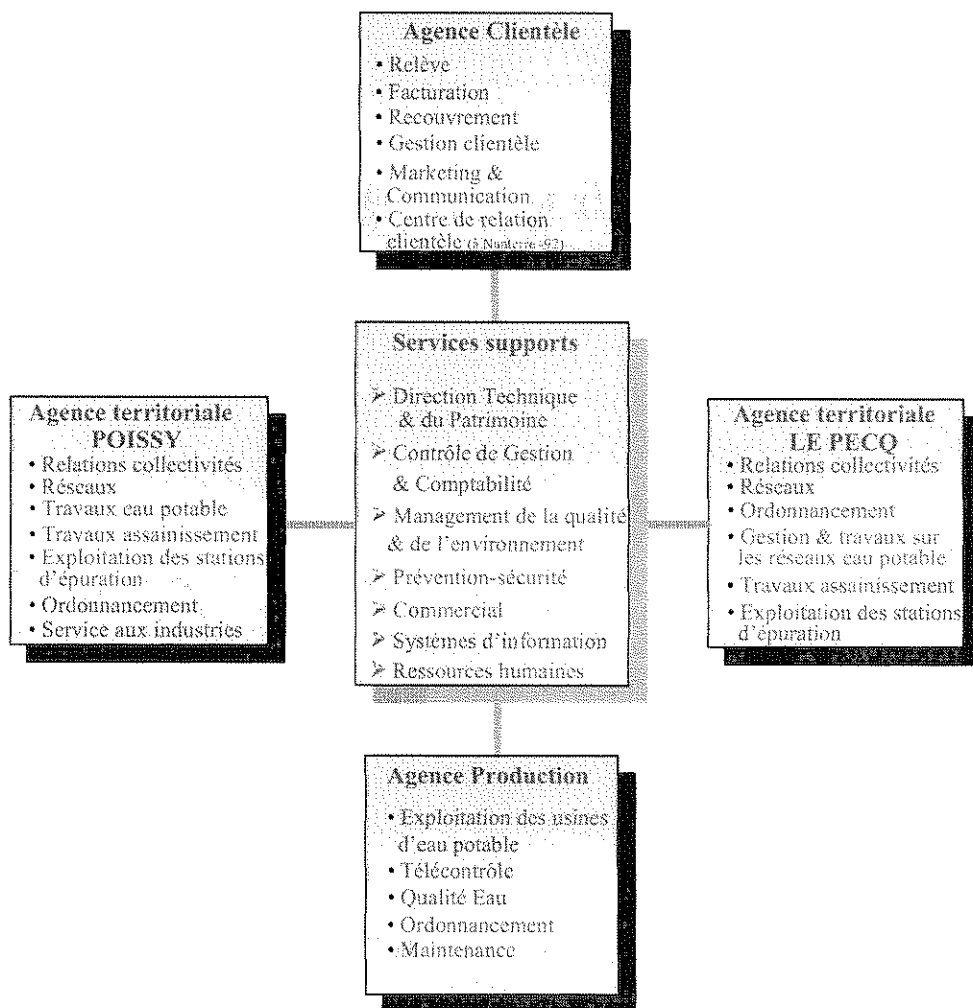 Agence Clientèle
• Relève
• Facturation
• Recouvrement
• Gestion clientèle
• Marketing &
Communication
• Centre de relation
clientèle (à Nanterre -92)
Services supports
➢ Direction Technique
& du Patrimoine
➢ Contrôle de Gestion
& Comptabilité
➢ Management de la qualité
& de l'environnement
➢ Prévention-sécurité
➢ Commercial
➢ Systèmes d'information
➢ Ressources humaines
Agence territoriale
POISSY
• Relations collectivités
• Réseaux
• Travaux eau potable
• Travaux assainissement
• Exploitation des stations
d'épuration
• Ordonnancement
• Service aux industries
Agence territoriale
LE PECQ
• Relations collectivités
• Réseaux
• Ordonnancement
• Gestion & travaux sur
les réseaux eau potable
• Travaux assainissement
• Exploitation des stations
d'épuration
Agence Production
• Exploitation des usines
d'eau potable
• Télécontrôle
• Qualité Eau
• Ordonnancement
• Maintenance